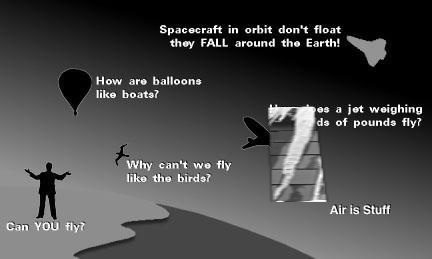 Spacecraft in orbit don't float
they FALL around the Earth!
How are balloons
like boats?
does a jet weighing
of pounds fly?
Why can't we fly
like the birds?
Air is Stuff
Can YOU fly?